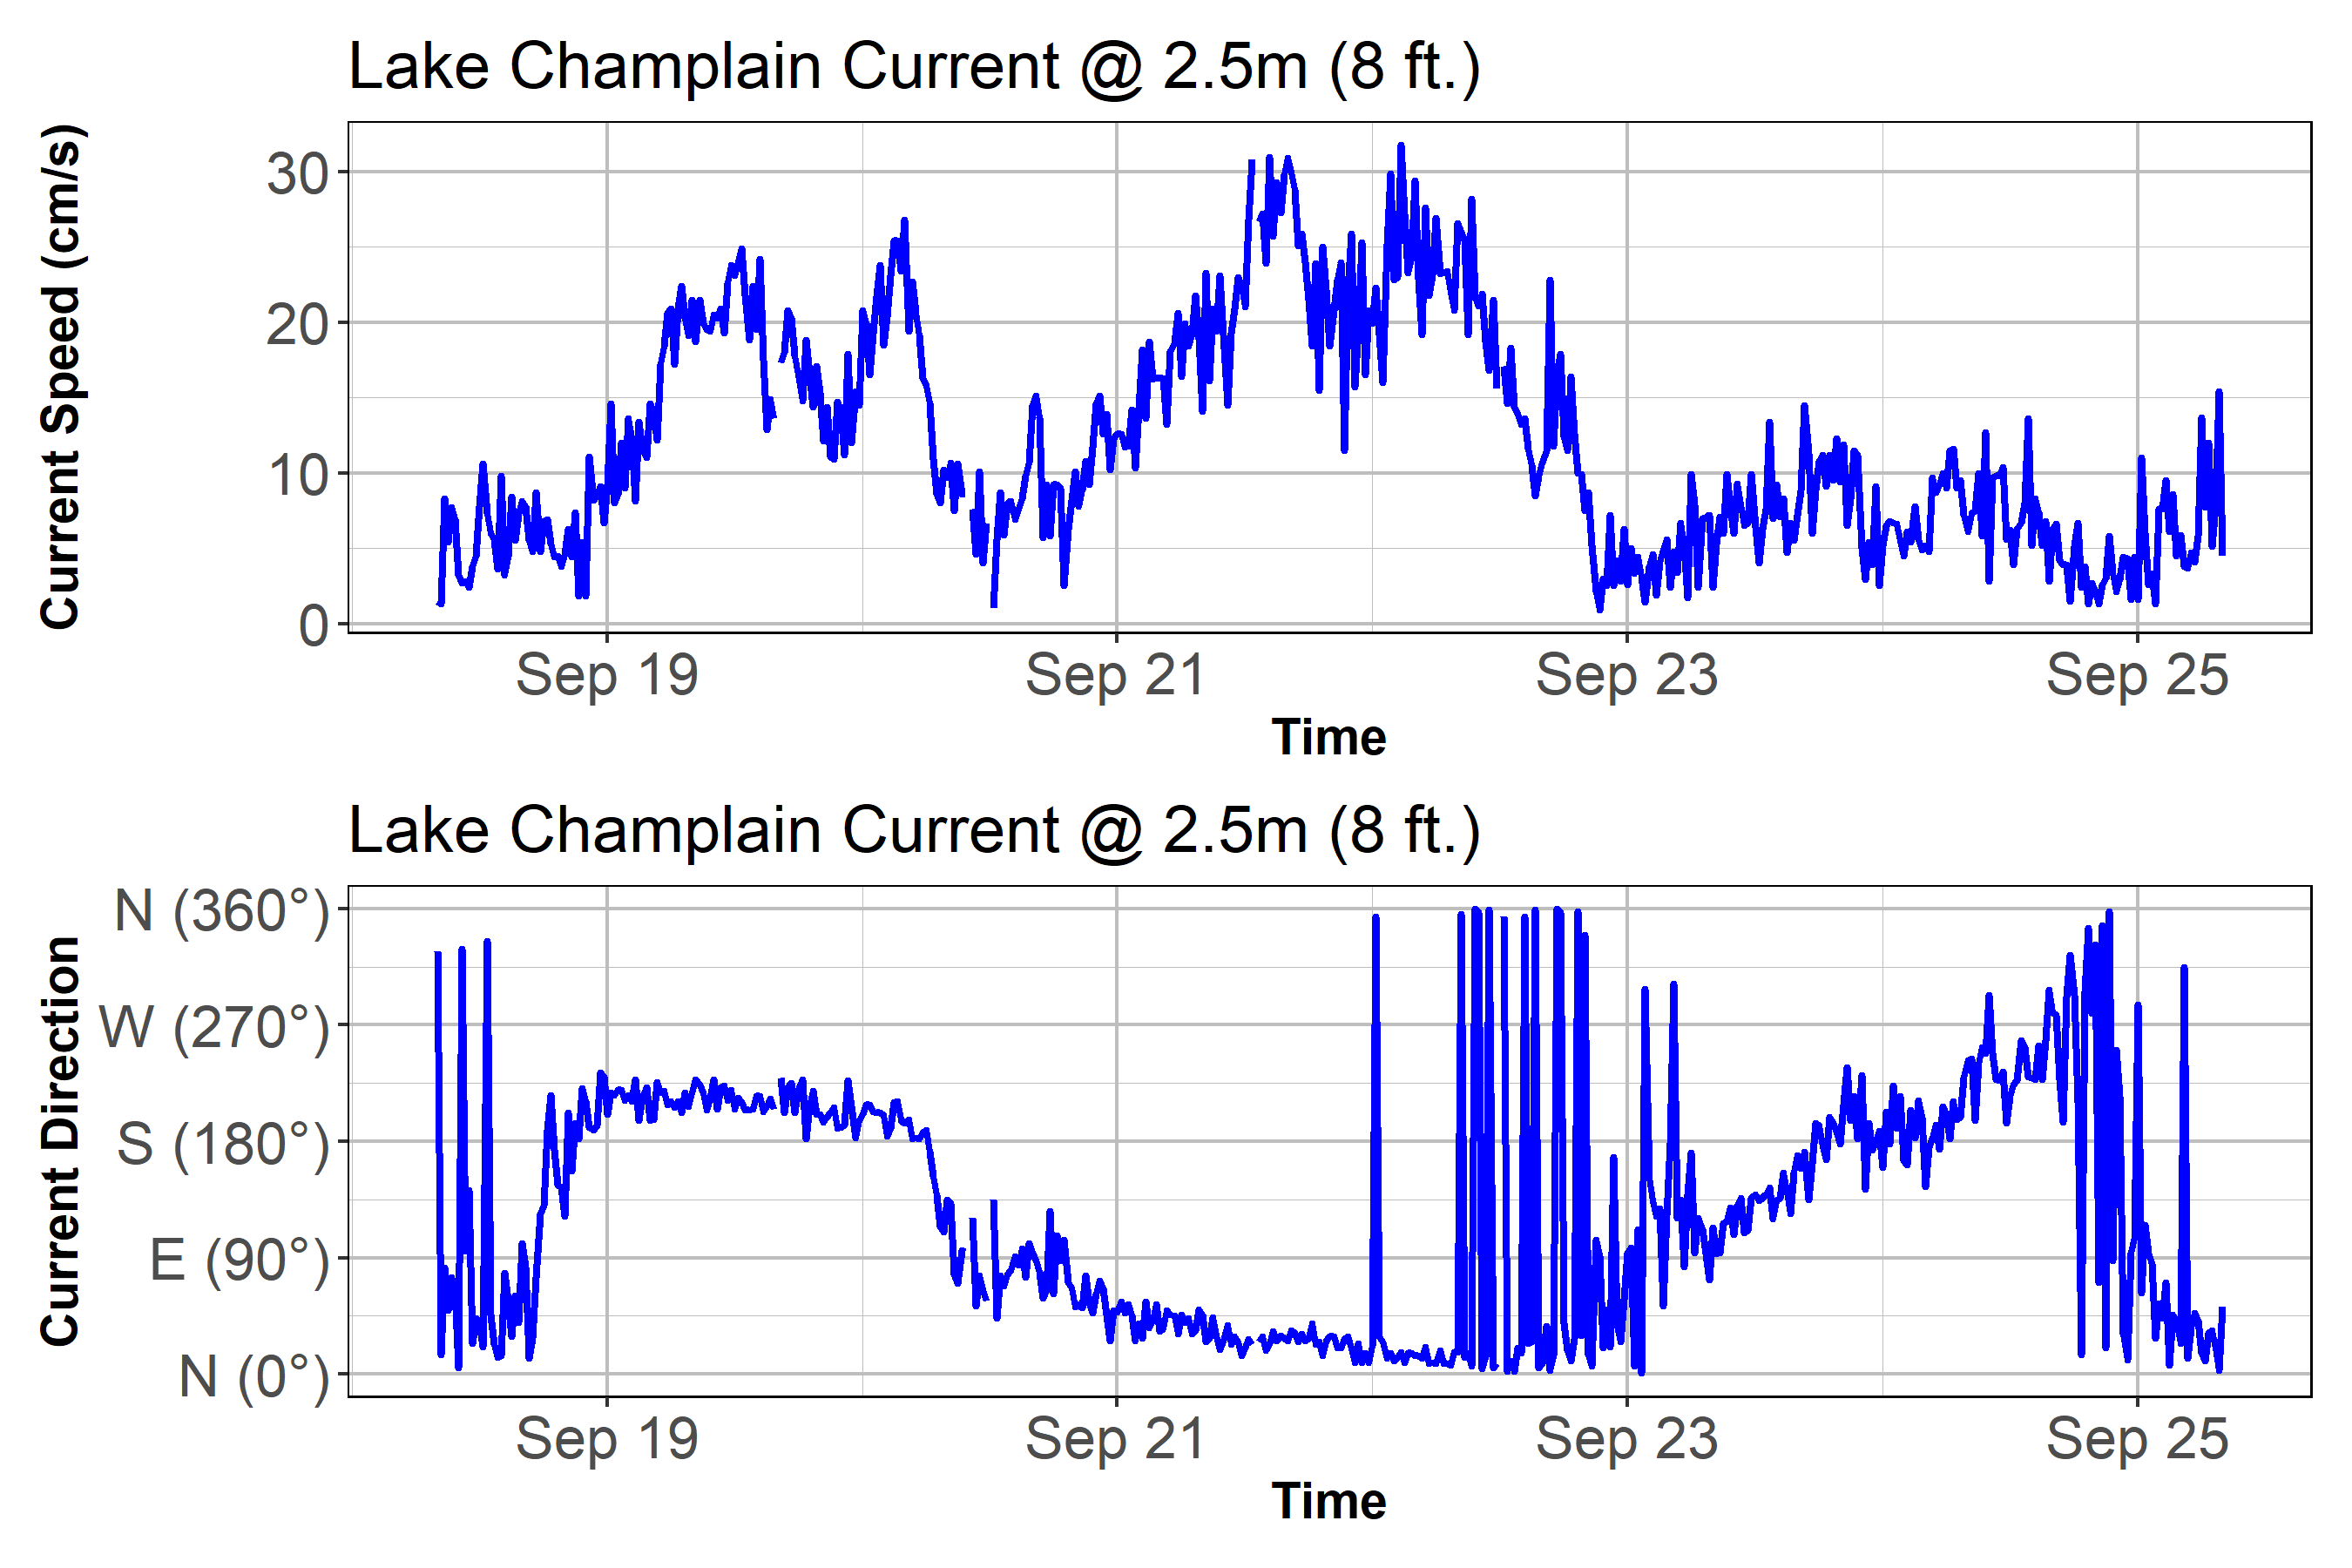 Lake Champlain Current @ 2.5m (8 ft.)
Current Speed (cm/s)
30
20
10
0
Sep 19 Sep 21 Sep 23 Sep 25
Time
Lake Champlain Current @ 2.5m (8 ft.)
Current Direction
N (360°)
W (270°)
S (180°)
E (90°)
N (0°)
Sep 19 Sep 21 Sep 23 Sep 25
Time